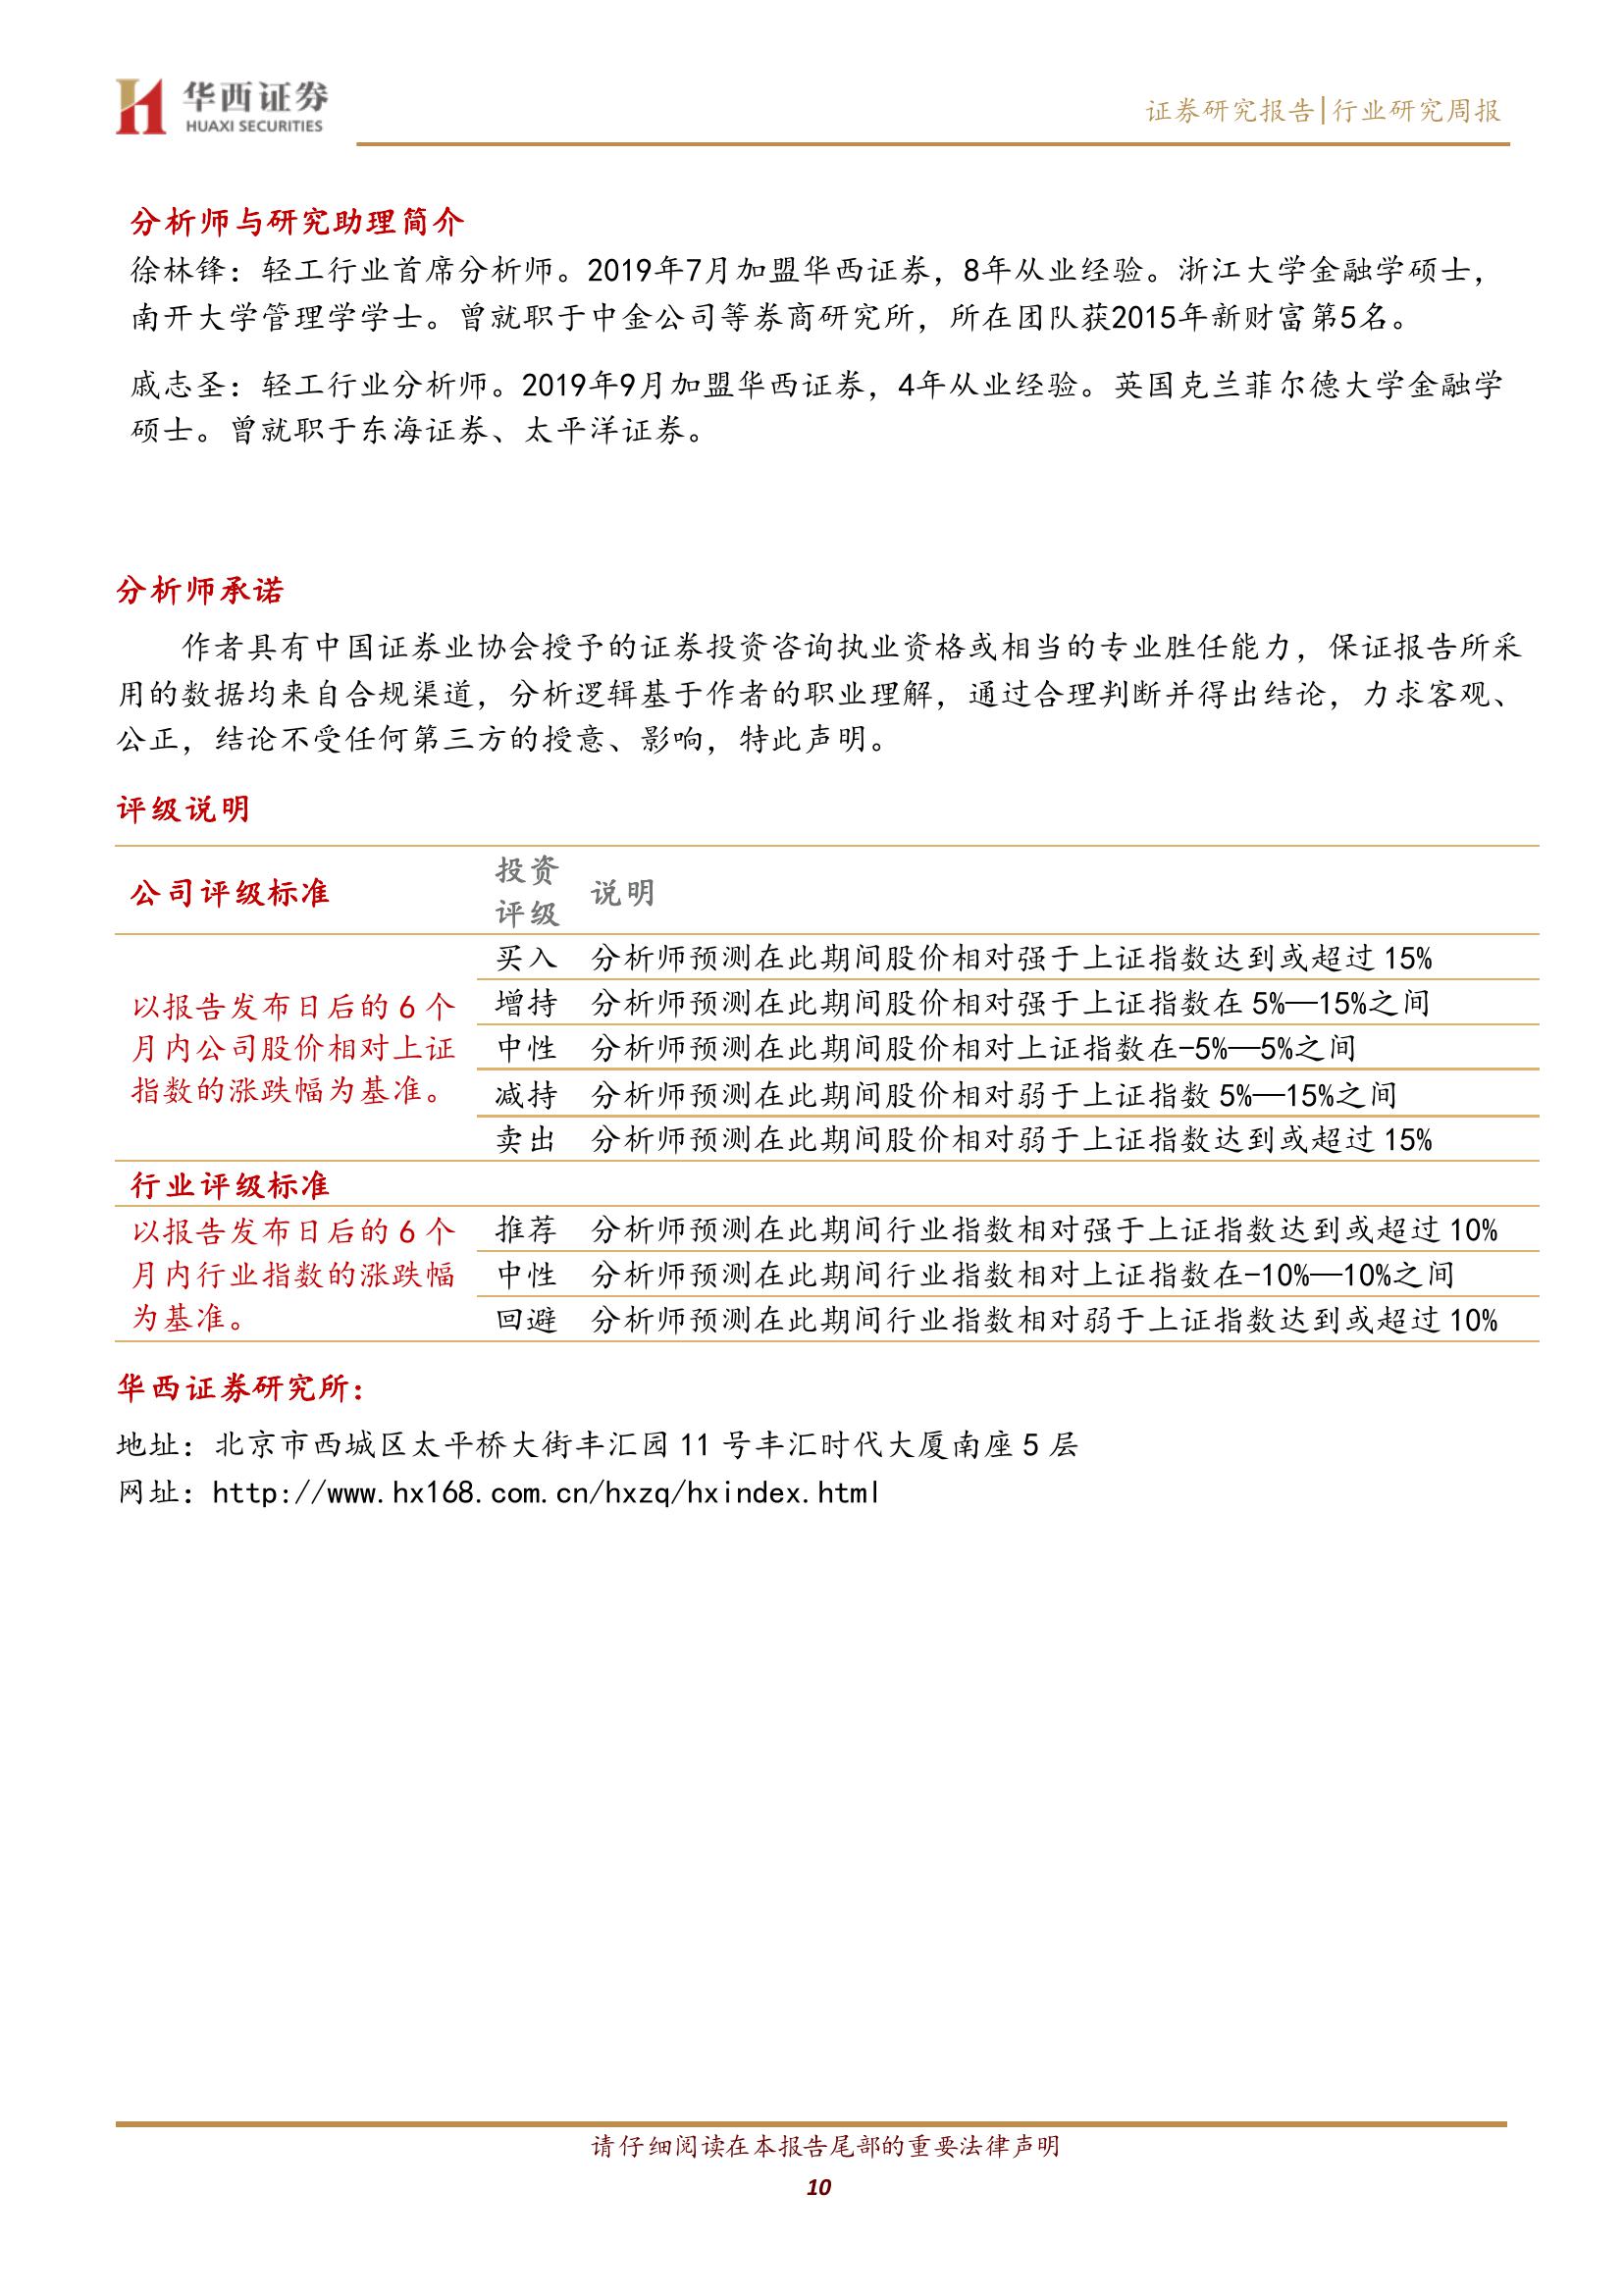 华西证券
HUAXI SECURITIES
证券研究报告|行业研究周报
分析师与研究助理简介
徐林锋：轻工行业首席分析师。2019年7月加盟华西证券，8年从业经验。浙江大学金融学硕士，
南开大学管理学学士。曾就职于中金公司等券商研究所，所在团队获2015年新财富第5名。
戚志圣：轻工行业分析师。2019年9月加盟华西证券，4年从业经验。英国克兰菲尔德大学金融学
硕士。曾就职于东海证券、太平洋证券。
分析师承诺
作者具有中国证券业协会授予的证券投资咨询执业资格或相当的专业胜任能力，保证报告所采
用的数据均来自合规渠道，分析逻辑基于作者的职业理解，通过合理判断并得出结论，力求客观、
公正，结论不受任何第三方的授意、影响，特此声明。
评级说明
公司评级标准
投资
评级
说明
以报告发布日后的 6 个
月内公司股价相对上证
指数的涨跌幅为基准。
买入 分析师预测在此期间股价相对强于上证指数达到或超过 15%
增持 分析师预测在此期间股价相对强于上证指数在 5%—15%之间
中性 分析师预测在此期间股价相对上证指数在-5%—5%之间
减持 分析师预测在此期间股价相对弱于上证指数 5%—15%之间
卖出 分析师预测在此期间股价相对弱于上证指数达到或超过 15%
行业评级标准
以报告发布日后的 6 个
月内行业指数的涨跌幅
为基准。
推荐 分析师预测在此期间行业指数相对强于上证指数达到或超过 10%
中性 分析师预测在此期间行业指数相对上证指数在-10%—10%之间
回避 分析师预测在此期间行业指数相对弱于上证指数达到或超过 10%
华西证券研究所：
地址：北京市西城区太平桥大街丰汇园 11 号丰汇时代大厦南座 5 层
网址：http://www.hx168.com.cn/hxzq/hxindex.html
请仔细阅读在本报告尾部的重要法律声明
10